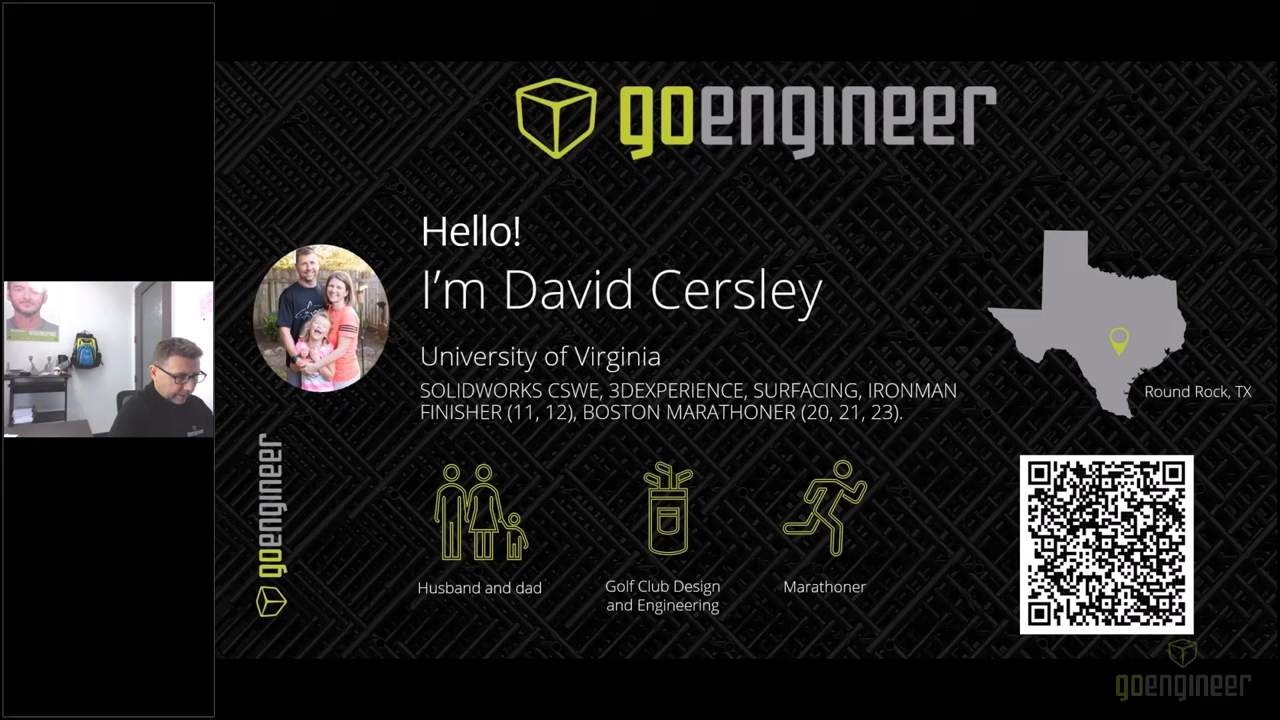 goengineer
Hello!
I'm David Cersley
University of Virginia
SOLIDWORKS CSWE, 3DEXPERIENCE, SURFACING, IRONMAN
FINISHER (11, 12), BOSTON MARATHONER (20, 21, 23).
Round Rock, TX
goengineer
Husband and dad
Golf Club Design
and Engineering
Marathoner
goengineer